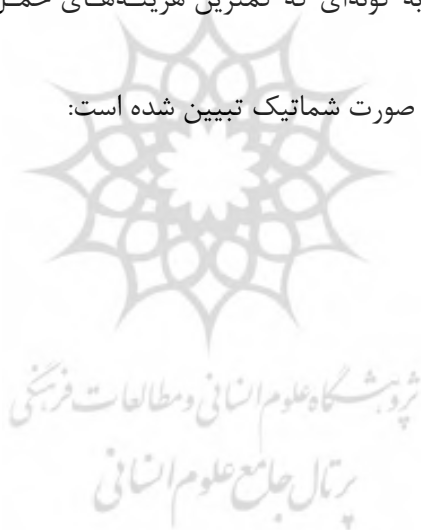 به گونه‌ای که کمترین هزینه‌های حمل
صورت شماتیک تبیین شده است:
پژوهشگاه علوم انسانی و مطالعات فرهنگی
پرتال جامع علوم انسانی